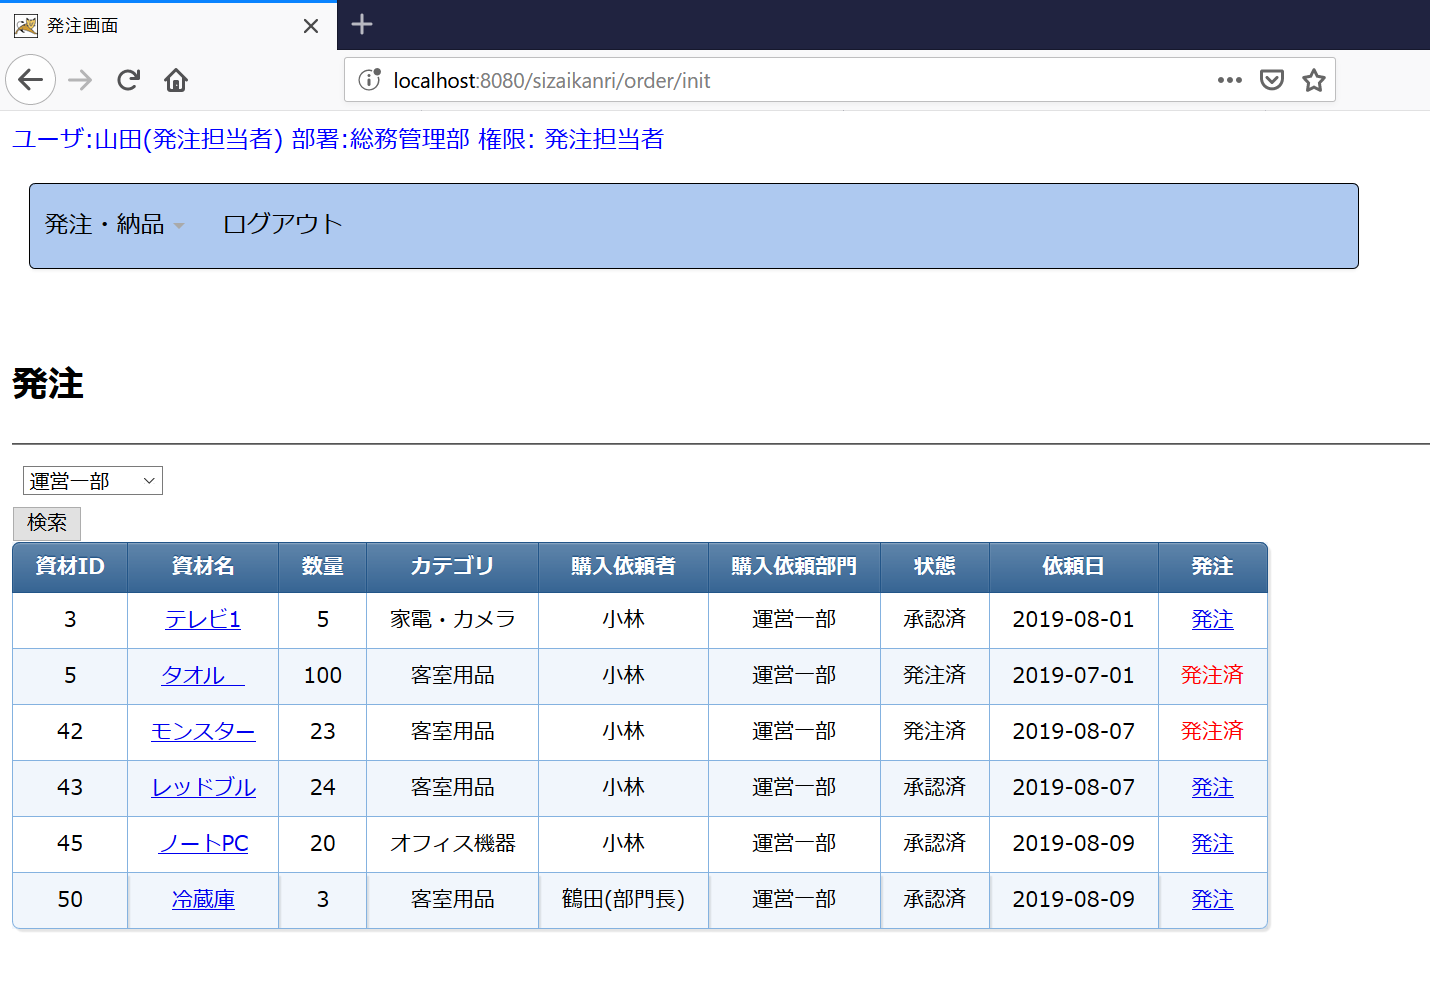 発注画面
localhost:8080/sizaikanri/order/init
ユーザ:山田(発注担当者) 部署:総務管理部 権限: 発注担当者
発注・納品 ログアウト
発注
運営一部
検索
資材ID 資材名 数量 カテゴリ 購入依頼者 購入依頼部門 状態 依頼日 発注
3 テレビ1 5 家電・カメラ 小林 運営一部 承認済 2019-08-01 発注
5 タオル 100 客室用品 小林 運営一部 発注済 2019-07-01 発注済
42 モンスター 23 客室用品 小林 運営一部 発注済 2019-08-07 発注済
43 レッドブル 24 客室用品 小林 運営一部 承認済 2019-08-07 発注
45 ノートPC 20 オフィス機器 小林 運営一部 承認済 2019-08-09 発注
50 冷蔵庫 3 客室用品 鶴田(部門長) 運営一部 承認済 2019-08-09 発注